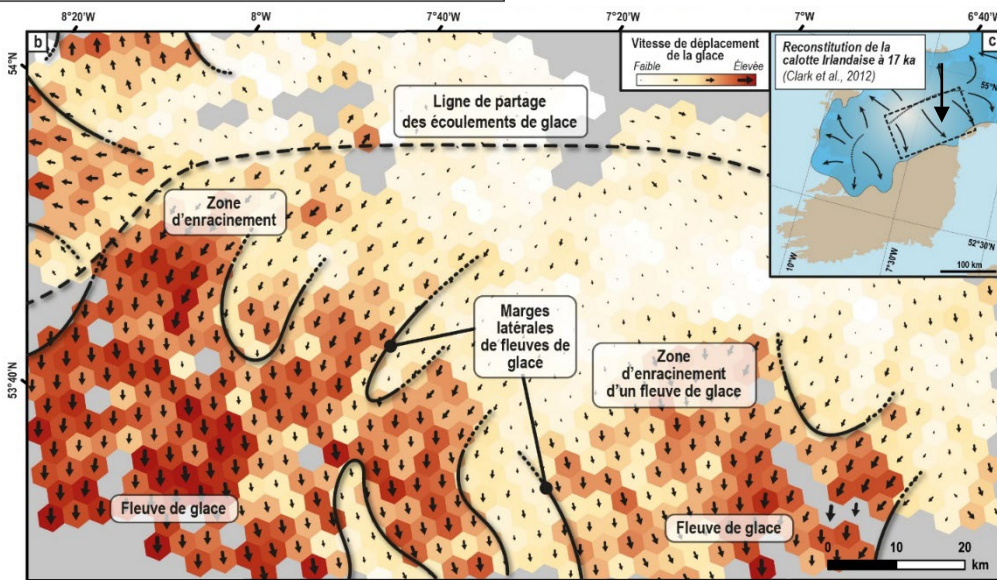 8°20'W
8°W
7°40'W
7°20'W
7°W
6°40'W
b
54°N
53°40'N
Vitesse de déplacement
de la glace
Faible
Élevée
c
Reconstitution de la
calotte Irlandaise à 17 ka
(Clark et al., 2012)
55°N
10°W
7°30'W
52°30'N
100 km
Ligne de partage
des écoulements de glace
Zone
d'enracinement
Marges
latérales
de fleuves de
glace
Zone
d'enracinement
d'un fleuve de glace
Fleuve de glace
Fleuve de glace
0
10
20
km